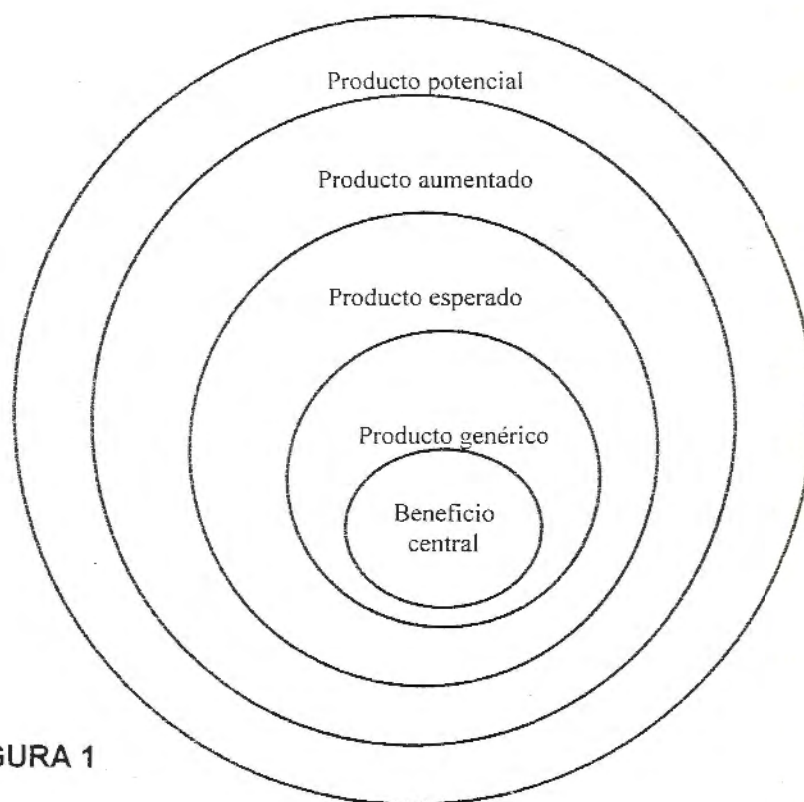 Producto potencial
Producto aumentado
Producto esperado
Producto genérico
Beneficio
central
GURA 1